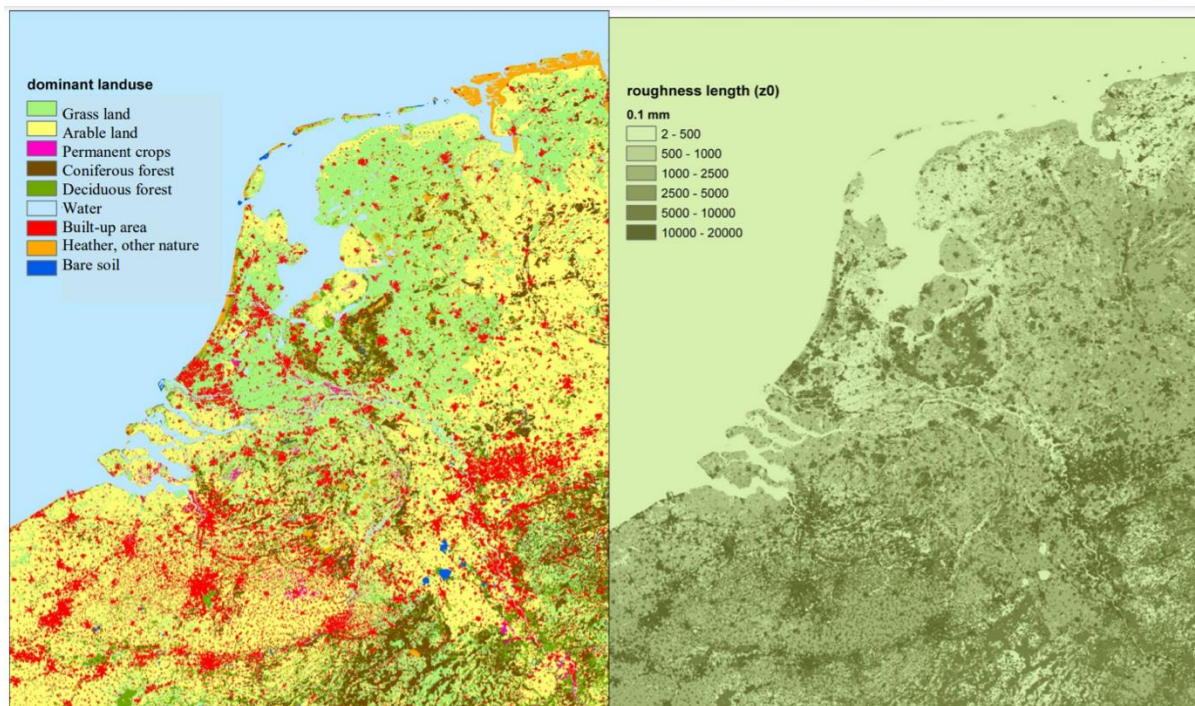 dominant landuse
Grass land
Arable land
Permanent crops
Coniferous forest
Deciduous forest
Water
Built-up area
Heather, other nature
Bare soil
roughness length (z0)
0.1 mm
2 - 500
500 - 1000
1000 - 2500
2500 - 5000
5000 - 10000
10000 - 20000